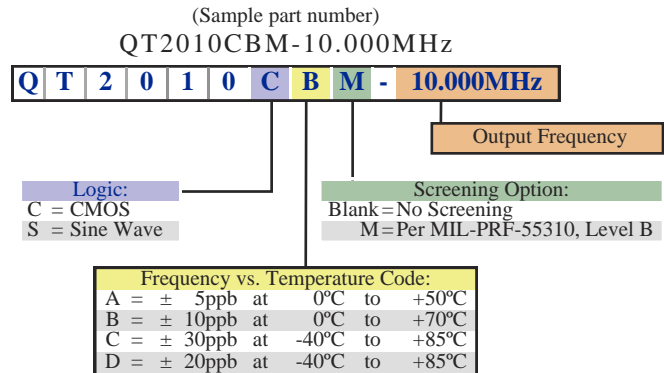 (Sample part number)
QT2010CBM-10.000MHz
Q T 2 0 1 0 C B M - 10.000MHz
Output Frequency
Logic:
C = CMOS
S = Sine Wave
Screening Option:
Blank = No Screening
M = Per MIL-PRF-55310, Level B
Frequency vs. Temperature Code:
A = ± 5ppb at 0ºC to +50ºC
B = ± 10ppb at 0ºC to +70ºC
C = ± 30ppb at -40ºC to +85ºC
D = ± 20ppb at -40ºC to +85ºC